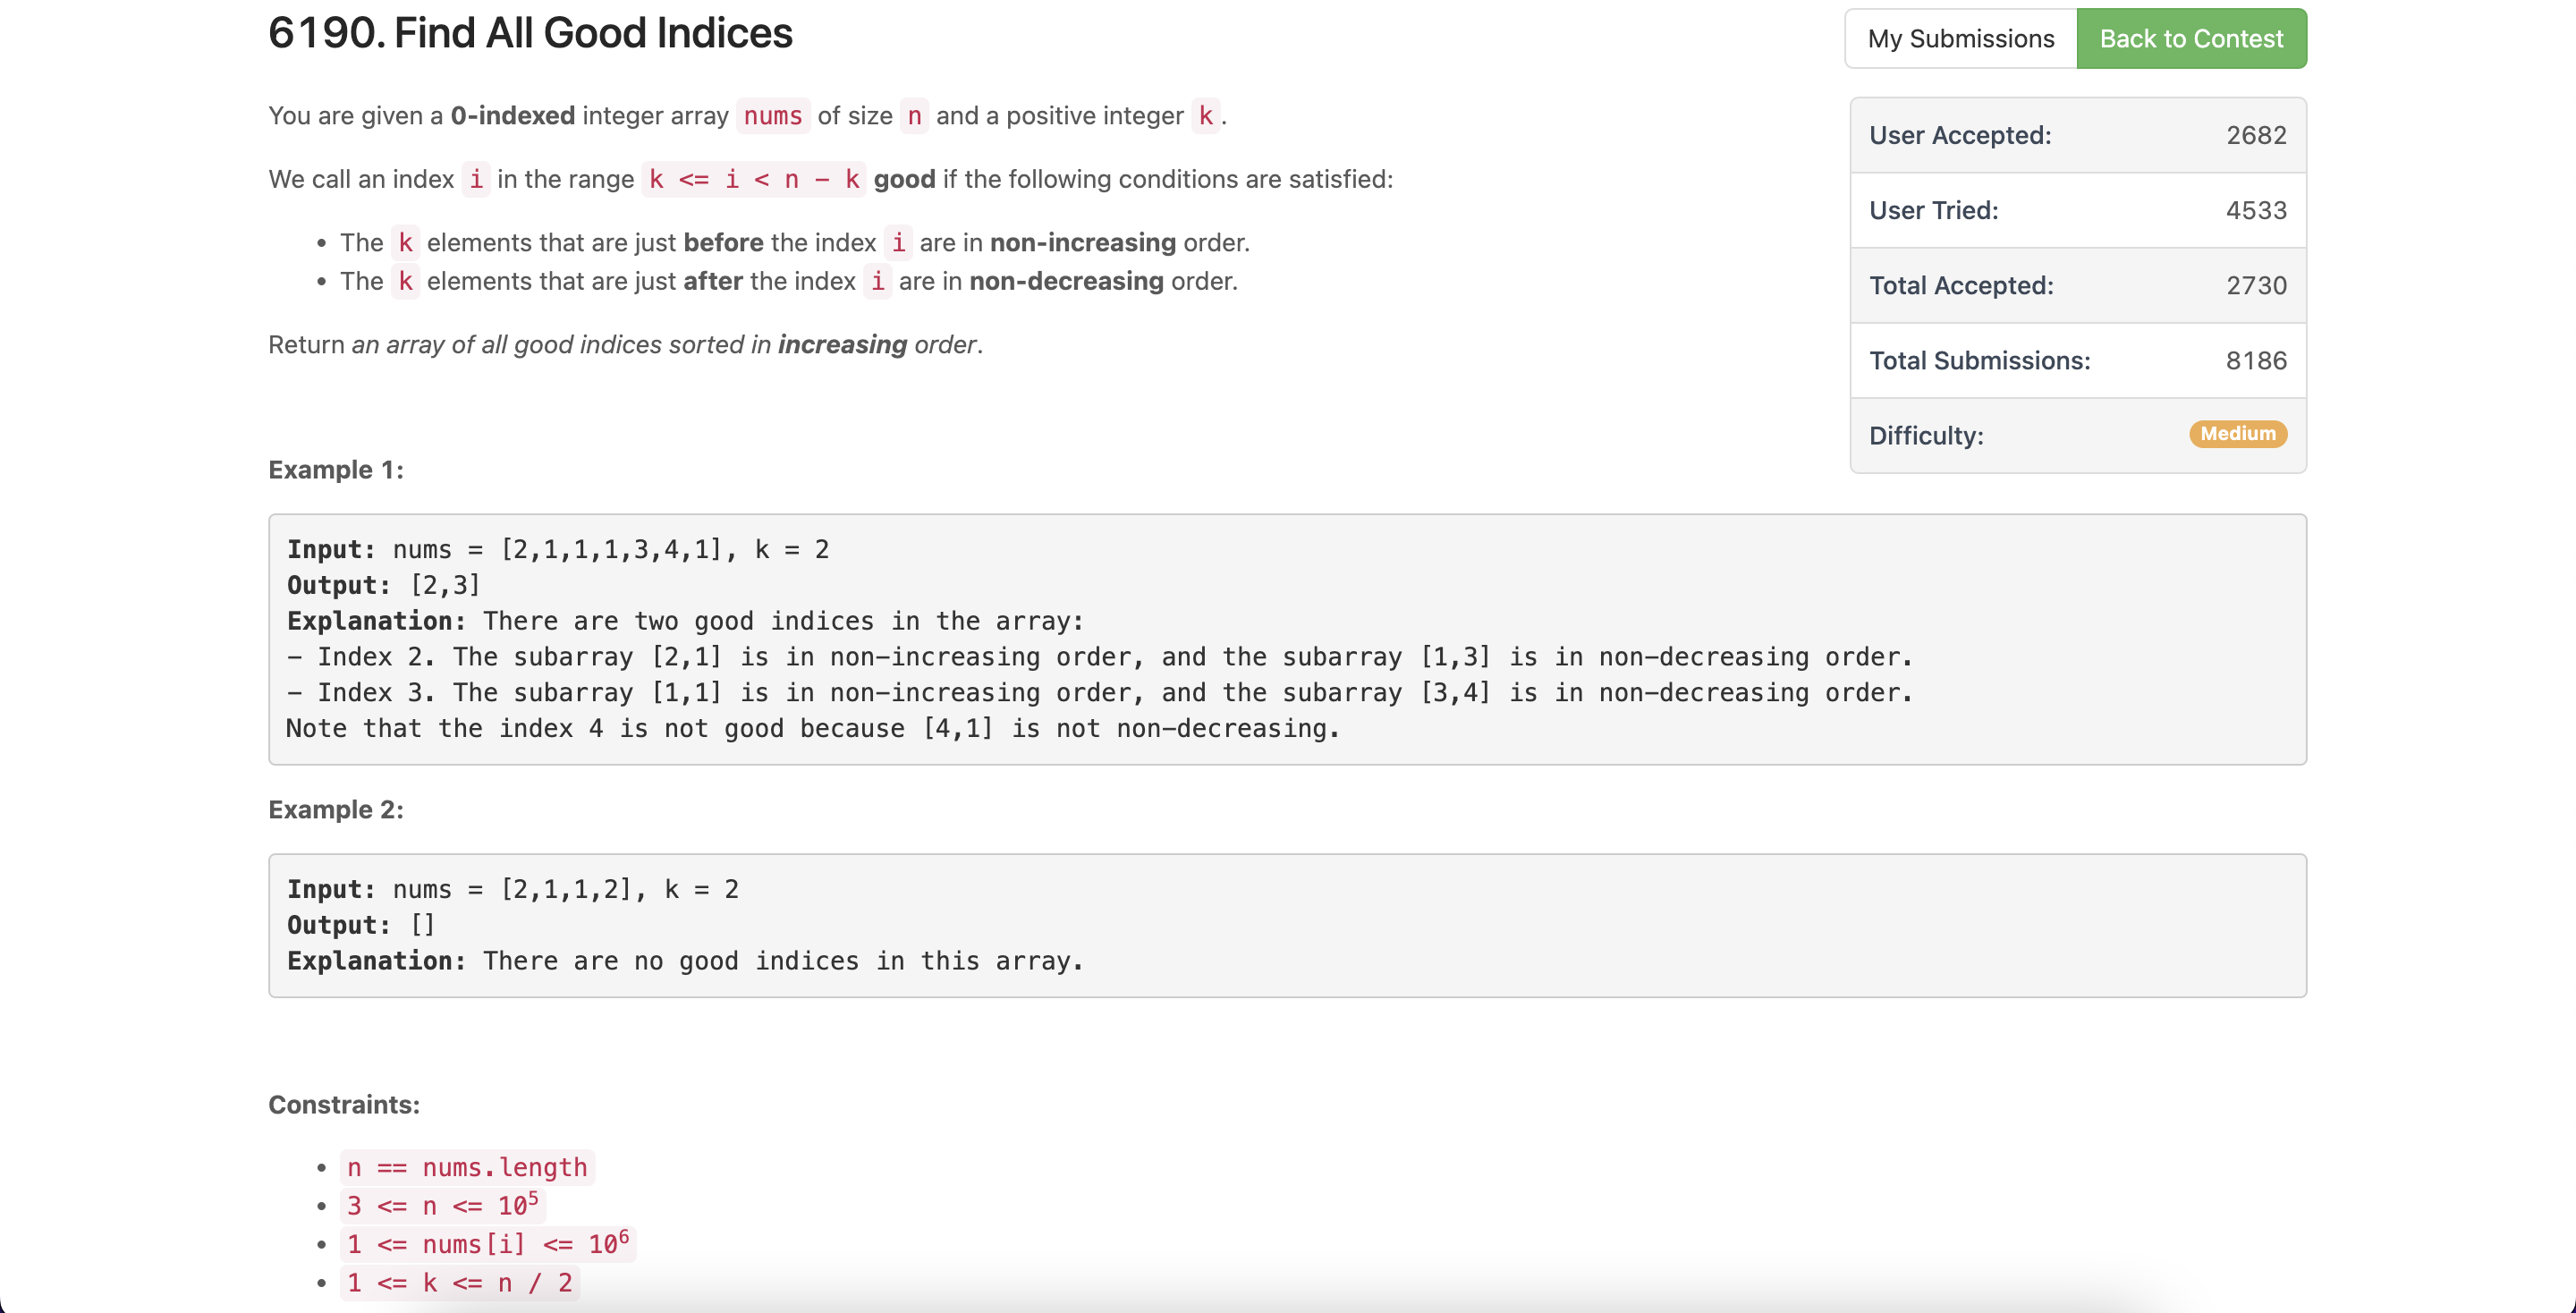 6190. Find All Good Indices
My Submissions
Back to Contest
You are given a 0-indexed integer array nums of size n and a positive integer k.
We call an index i in the range k <= i < n - k good if the following conditions are satisfied:
• The k elements that are just before the index i are in non-increasing order.
• The k elements that are just after the index i are in non-decreasing order.
Return an array of all good indices sorted in increasing order.
User Accepted: 2682
User Tried: 4533
Total Accepted: 2730
Total Submissions: 8186
Difficulty: Medium
Example 1:
Input: nums = [2,1,1,1,3,4,1], k = 2
Output: [2,3]
Explanation: There are two good indices in the array:
- Index 2. The subarray [2,1] is in non-increasing order, and the subarray [1,3] is in non-decreasing order.
- Index 3. The subarray [1,1] is in non-increasing order, and the subarray [3,4] is in non-decreasing order.
Note that the index 4 is not good because [4,1] is not non-decreasing.
Example 2:
Input: nums = [2,1,1,2], k = 2
Output: []
Explanation: There are no good indices in this array.
Constraints:
• n == nums.length
• 3 <= n <= 10⁵
• 1 <= nums[i] <= 10⁶
• 1 <= k <= n / 2